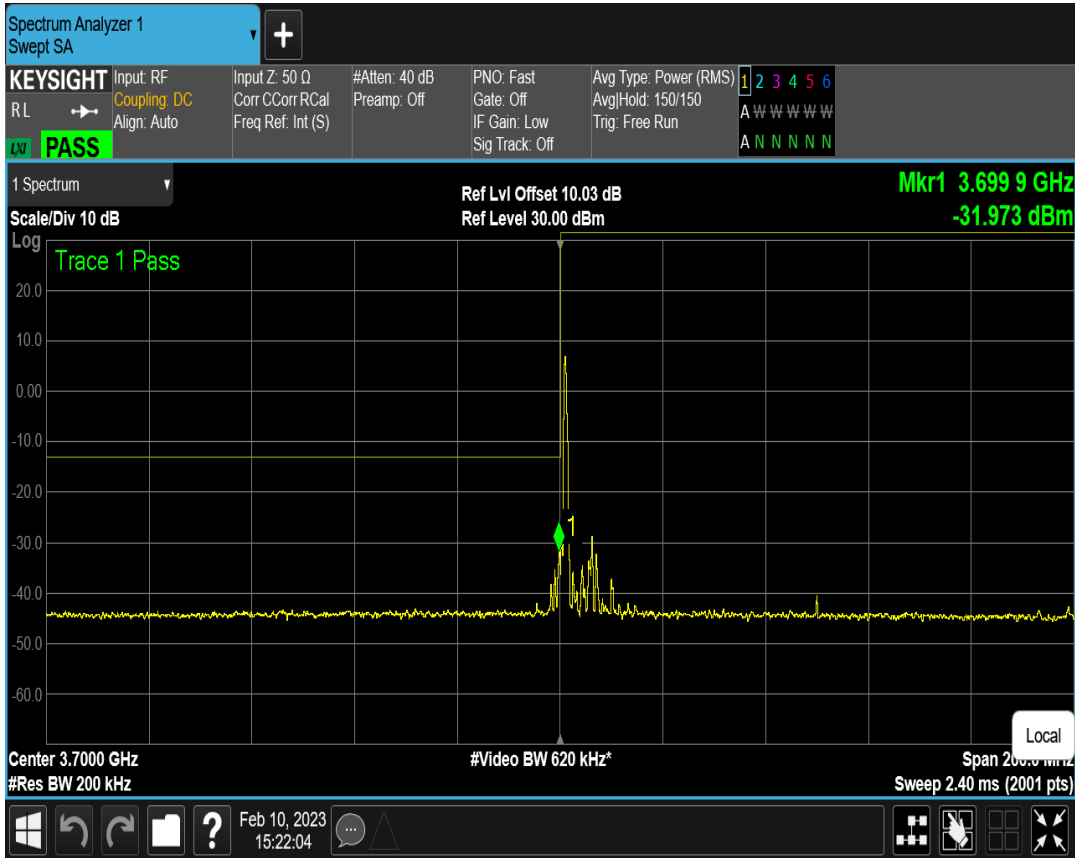 Spectrum Analyzer 1
Swept SA
+
KEYSIGHT
RL
LXI PASS
Input: RF
Coupling: DC
Align: Auto
Input Z: 50 Ω
Corr CCorr RCal
Freq Ref: Int (S)
#Atten: 40 dB
Preamp: Off
PNO: Fast
Gate: Off
IF Gain: Low
Sig Track: Off
Avg Type: Power (RMS)
Avg|Hold: 150/150
Trig: Free Run
1 2 3 4 5 6
A W W W W W
A N N N N N
1 Spectrum
Scale/Div 10 dB
Ref Lvl Offset 10.03 dB
Ref Level 30.00 dBm
Mkr1 3.699 9 GHz
-31.973 dBm
Log
Trace 1 Pass
20.0
10.0
0.00
-10.0
-20.0
1
-30.0
-40.0
-50.0
-60.0
Local
Center 3.7000 GHz
#Video BW 620 kHz*
Span 200.0 MHz
#Res BW 200 kHz
Sweep 2.40 ms (2001 pts)
?
Feb 10, 2023
15:22:04